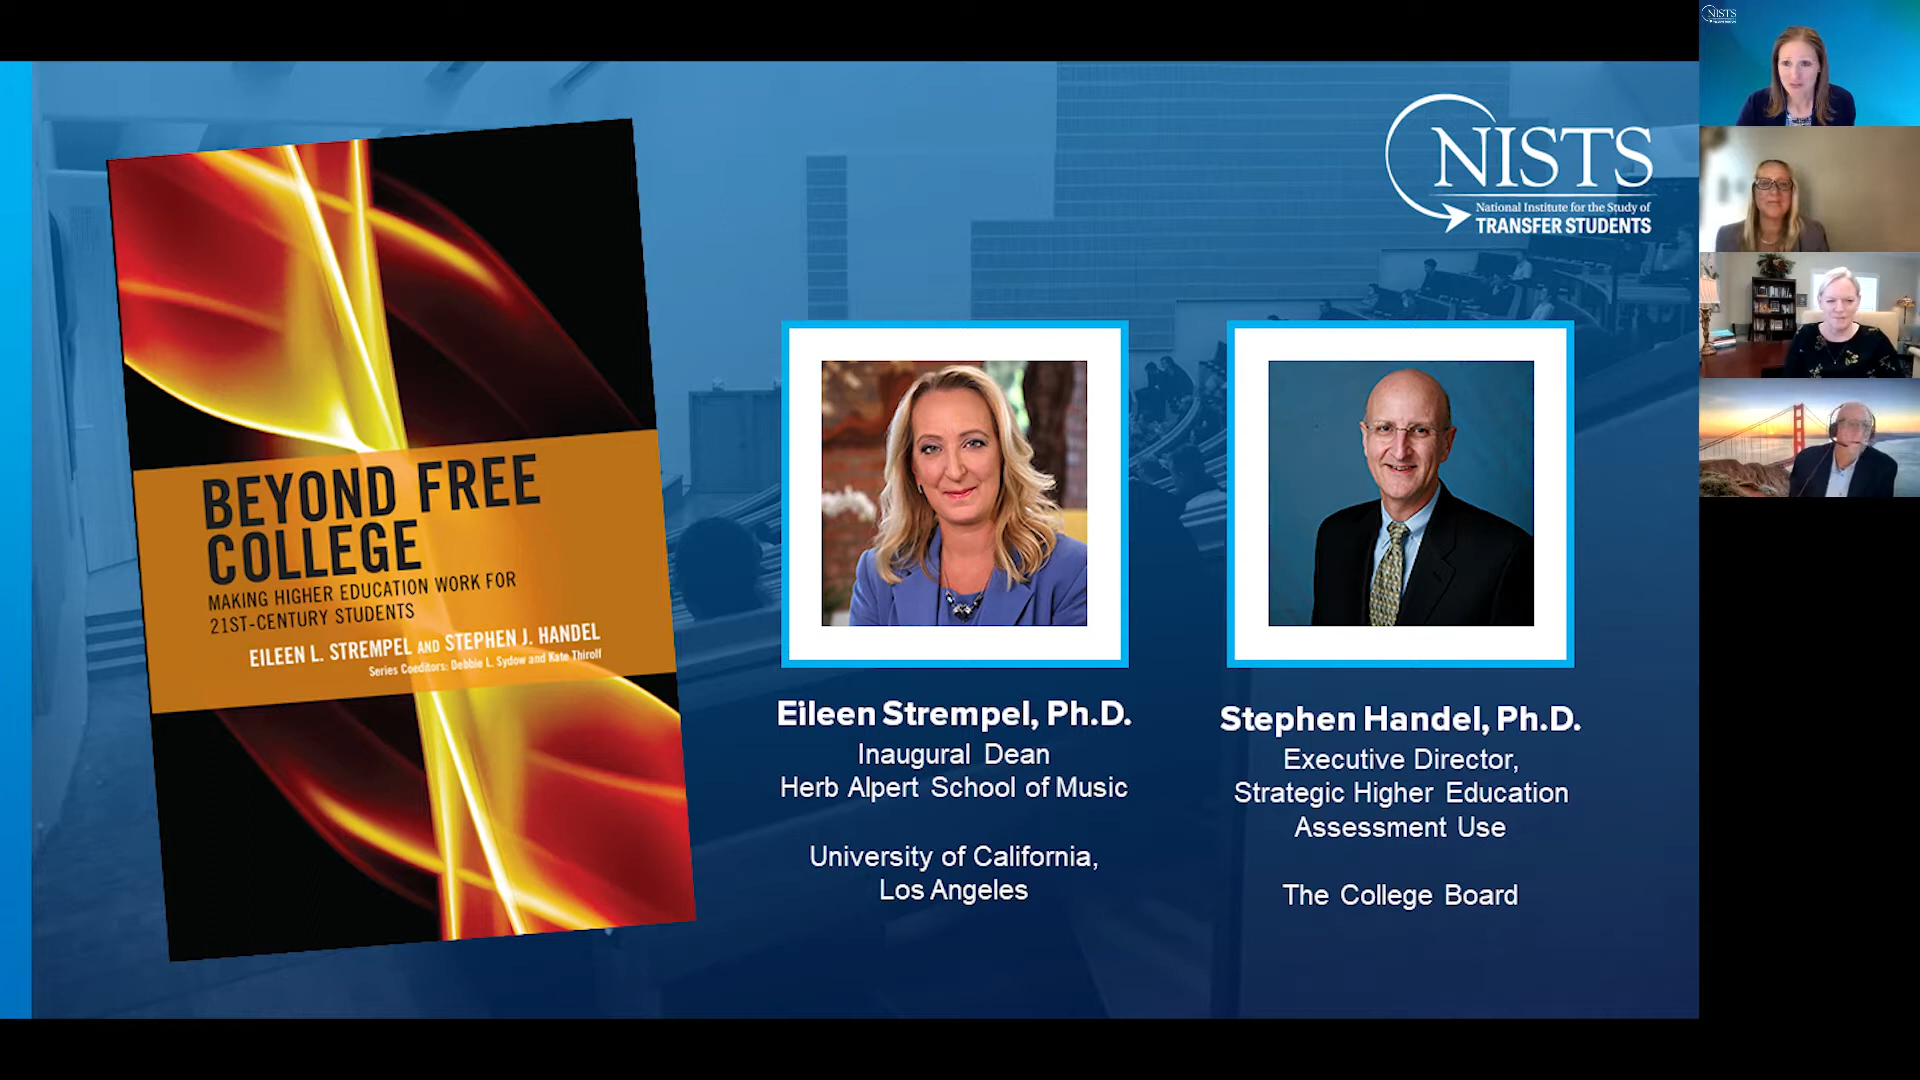 BEYOND FREE
COLLEGE
MAKING HIGHER EDUCATION WORK FOR
21ST-CENTURY STUDENTS
EILEEN L. STREMPEL AND STEPHEN J. HANDEL
Series Coeditors: Debbie L. Sydow and Kate Thirolf
NISTS
National Institute for the Study of
TRANSFER STUDENTS
Eileen Strempel, Ph.D.
Inaugural Dean
Herb Alpert School of Music
University of California,
Los Angeles
Stephen Handel, Ph.D.
Executive Director,
Strategic Higher Education
Assessment Use
The College Board
NISTS